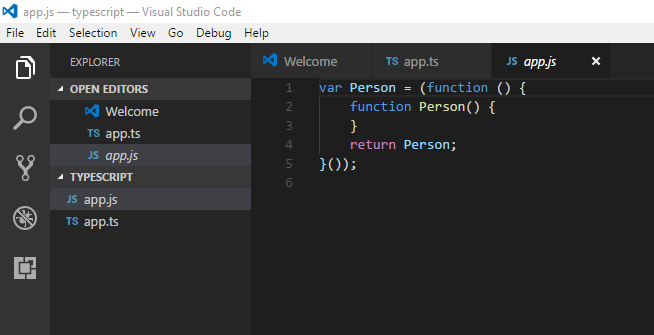 app.js — typescript — Visual Studio Code
File Edit Selection View Go Debug Help
EXPLORER
OPEN EDITORS
Welcome
TS app.ts
JS app.js
TYPESCRIPT
JS app.js
TS app.ts
Welcome TS app.ts JS app.js ×
1 var Person = (function () {
2     function Person() {
3     }
4     return Person;
5 }());
6